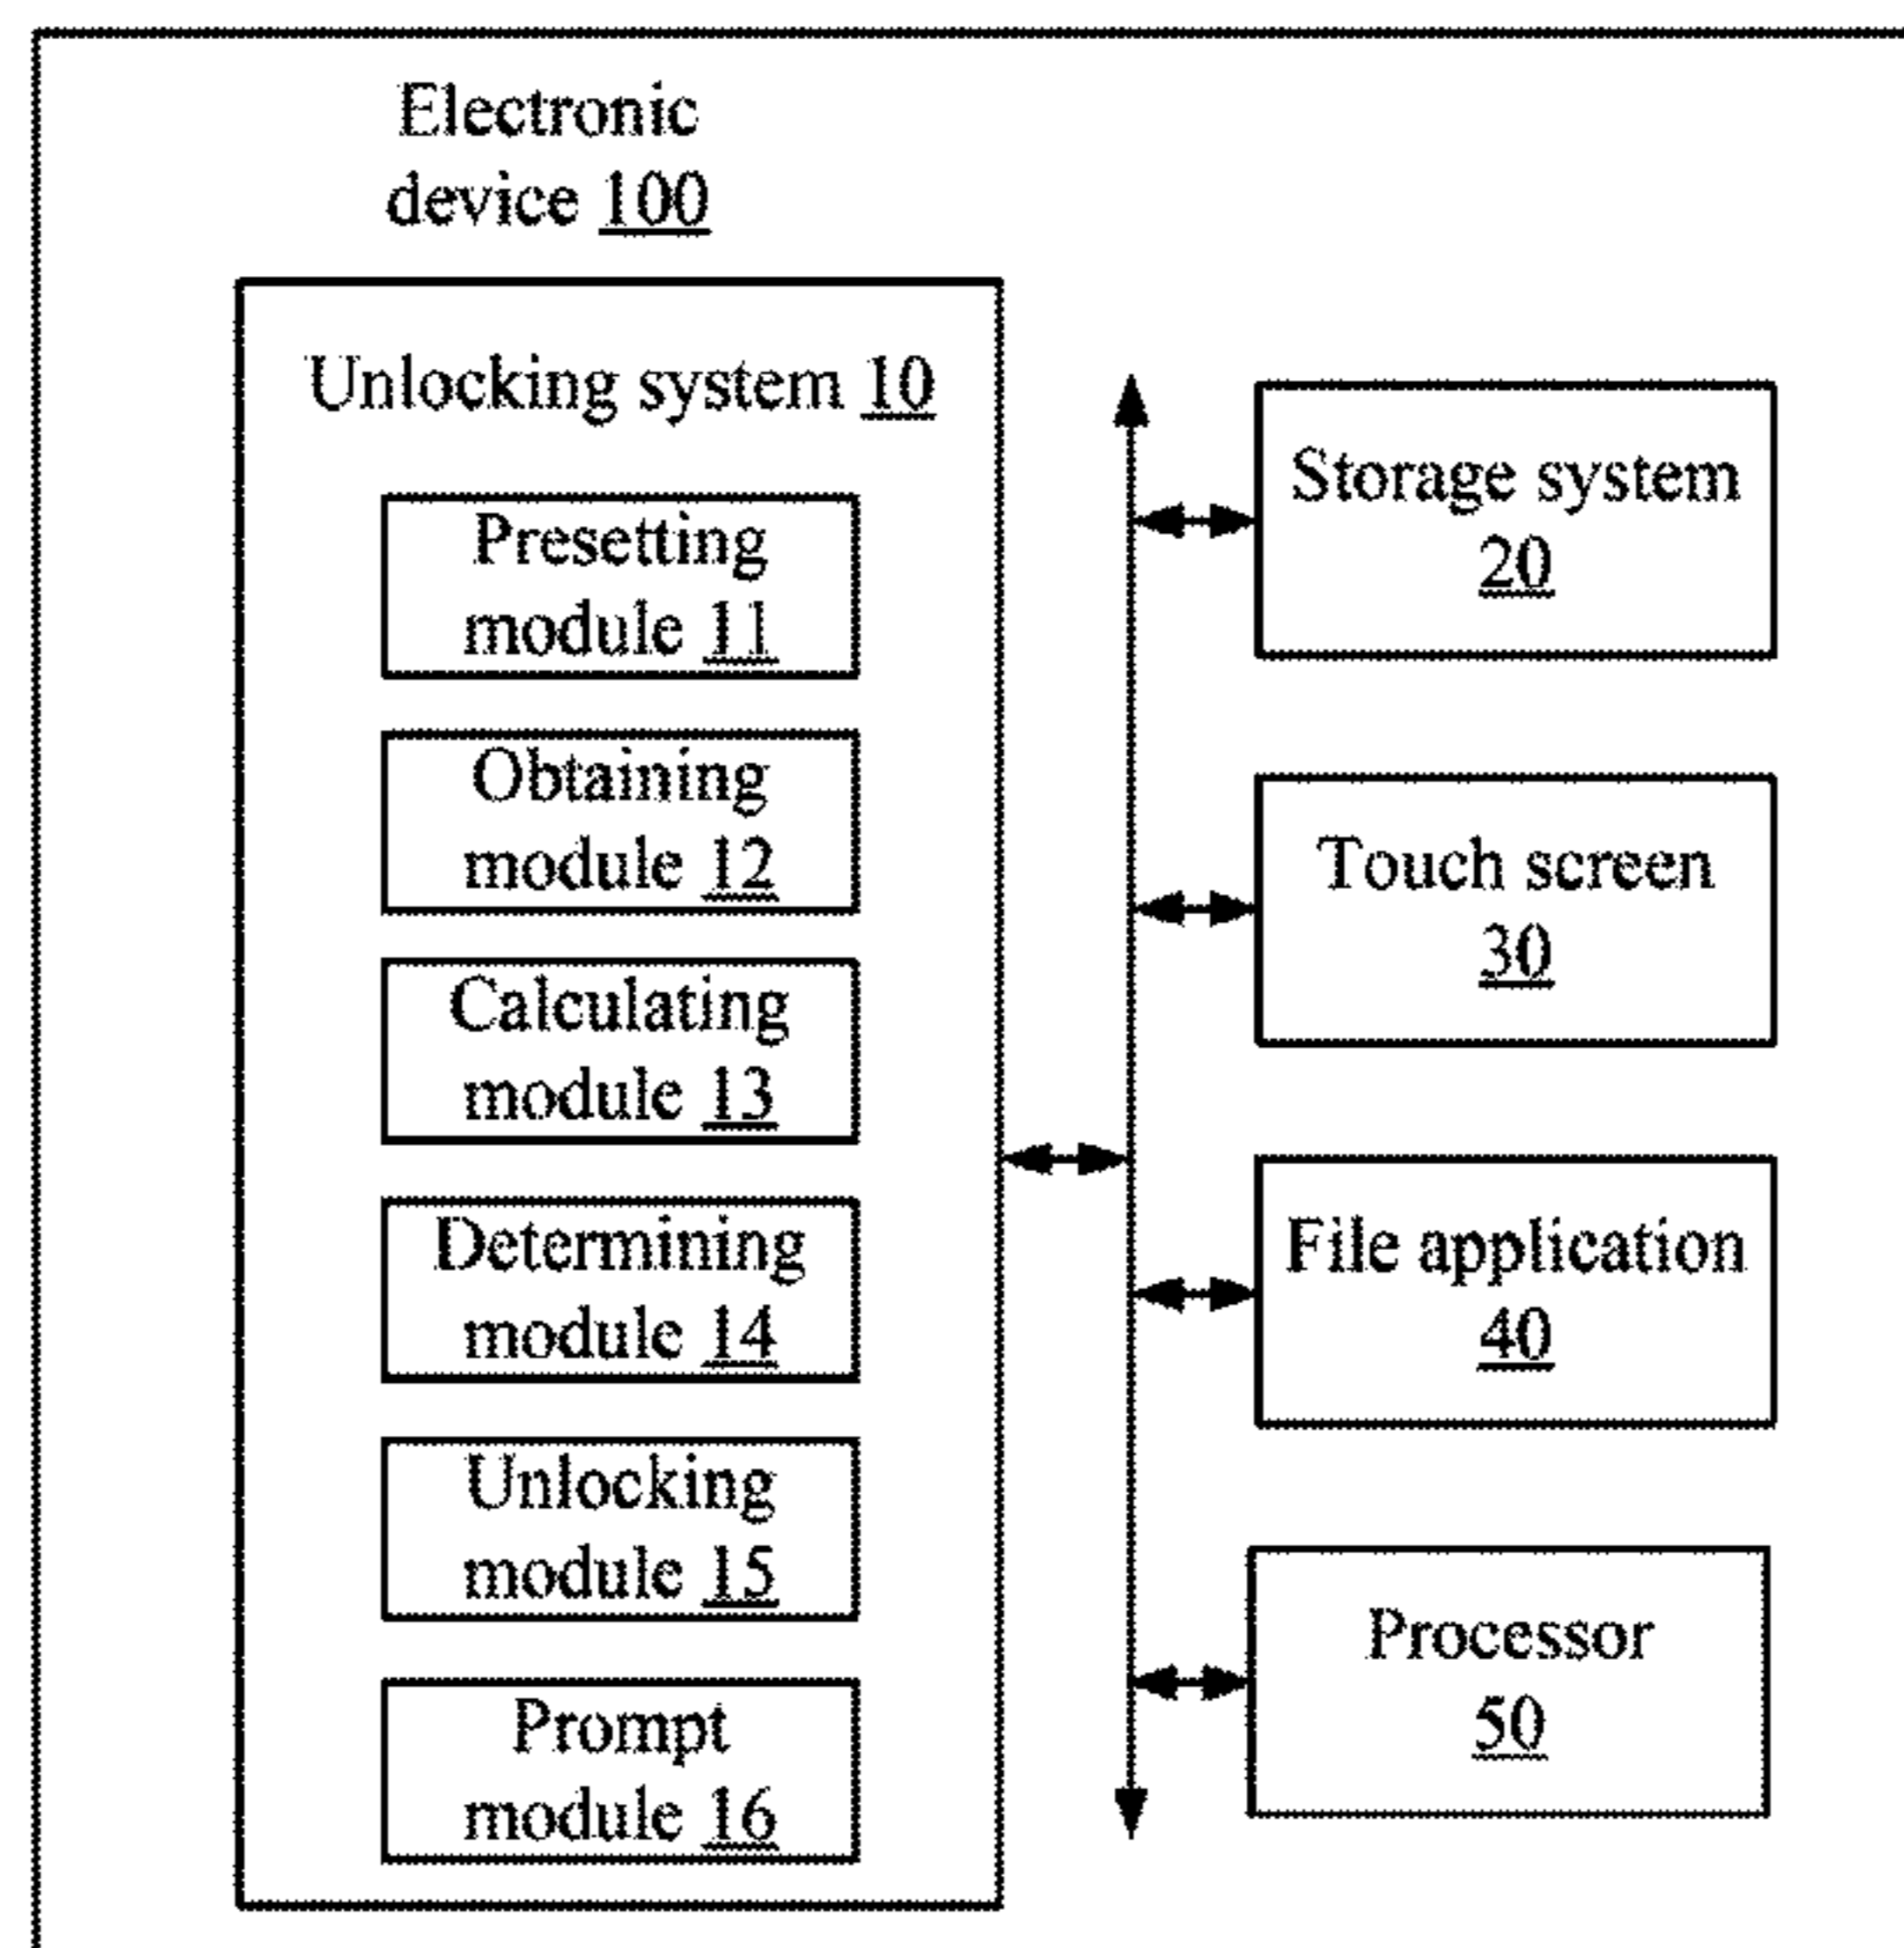 Electronic
device 100
Unlocking system 10
Presetting
module 11
Obtaining
module 12
Calculating
module 13
Determining
module 14
Unlocking
module 15
Prompt
module 16
Storage system
20
Touch screen
30
File application
40
Processor
50